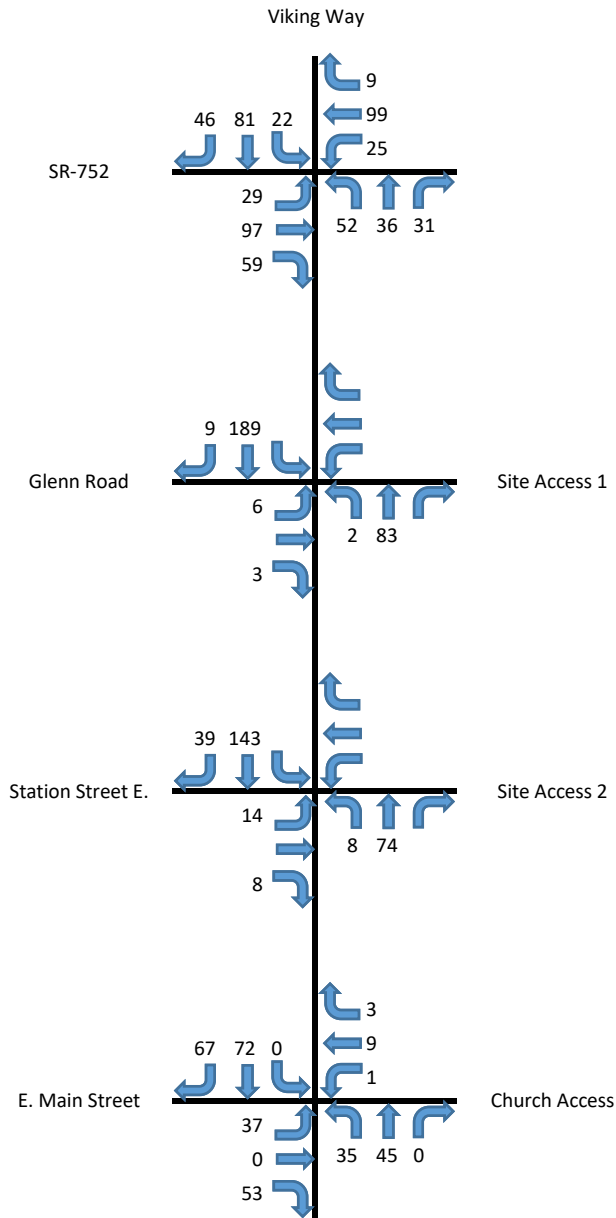 Viking Way
9
46 81 22
99
25
SR-752
29
52 36 31
97
59
9 189
Glenn Road
Site Access 1
6
2 83
3
39 143
Station Street E.
Site Access 2
14
8 74
8
3
67 72 0
9
1
E. Main Street
Church Access
37
35 45 0
0
53